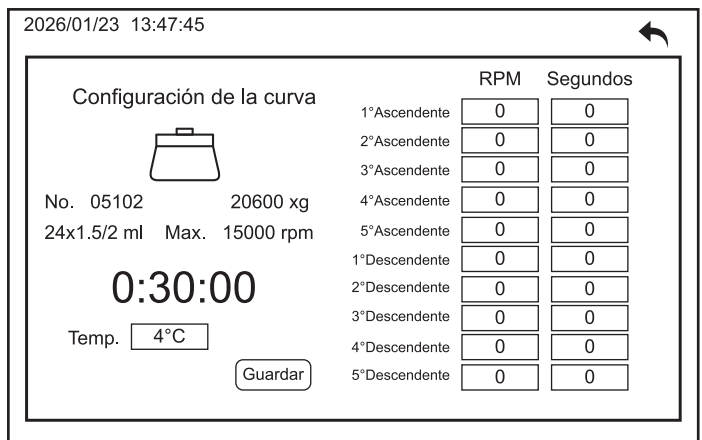 2026/01/23 13:47:45
Configuración de la curva
No. 05102 20600 xg
24x1.5/2 ml Max. 15000 rpm
0:30:00
Temp. 4°C
Guardar
RPM Segundos
1°Ascendente 0 0
2°Ascendente 0 0
3°Ascendente 0 0
4°Ascendente 0 0
5°Ascendente 0 0
1°Descendente 0 0
2°Descendente 0 0
3°Descendente 0 0
4°Descendente 0 0
5°Descendente 0 0